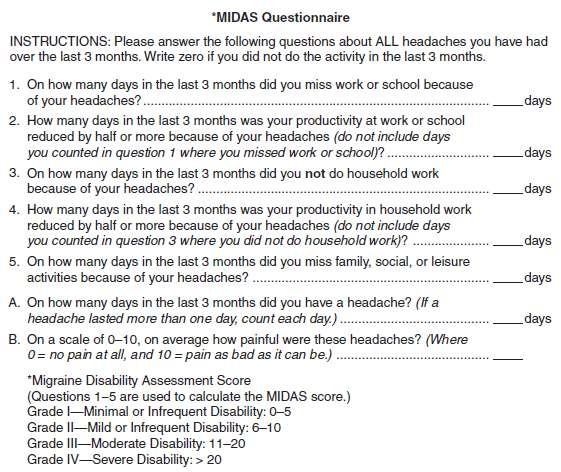 *MIDAS Questionnaire
INSTRUCTIONS: Please answer the following questions about ALL headaches you have had
over the last 3 months. Write zero if you did not do the activity in the last 3 months.
1. On how many days in the last 3 months did you miss work or school because
of your headaches? ........ ____days
2. How many days in the last 3 months was your productivity at work or school
reduced by half or more because of your headaches (do not include days
you counted in question 1 where you missed work or school)? ........ ____days
3. On how many days in the last 3 months did you not do household work
because of your headaches? ........ ____days
4. How many days in the last 3 months was your productivity in household work
reduced by half or more because of your headaches (do not include days
you counted in question 3 where you did not do household work)? ........ ____days
5. On how many days in the last 3 months did you miss family, social, or leisure
activities because of your headaches? ........ ____days
A. On how many days in the last 3 months did you have a headache? (If a
headache lasted more than one day, count each day.) ........ ____days
B. On a scale of 0–10, on average how painful were these headaches? (Where
0 = no pain at all, and 10 = pain as bad as it can be.) ........ ____
*Migraine Disability Assessment Score
(Questions 1–5 are used to calculate the MIDAS score.)
Grade I—Minimal or Infrequent Disability: 0–5
Grade II—Mild or Infrequent Disability: 6–10
Grade III—Moderate Disability: 11–20
Grade IV—Severe Disability: > 20